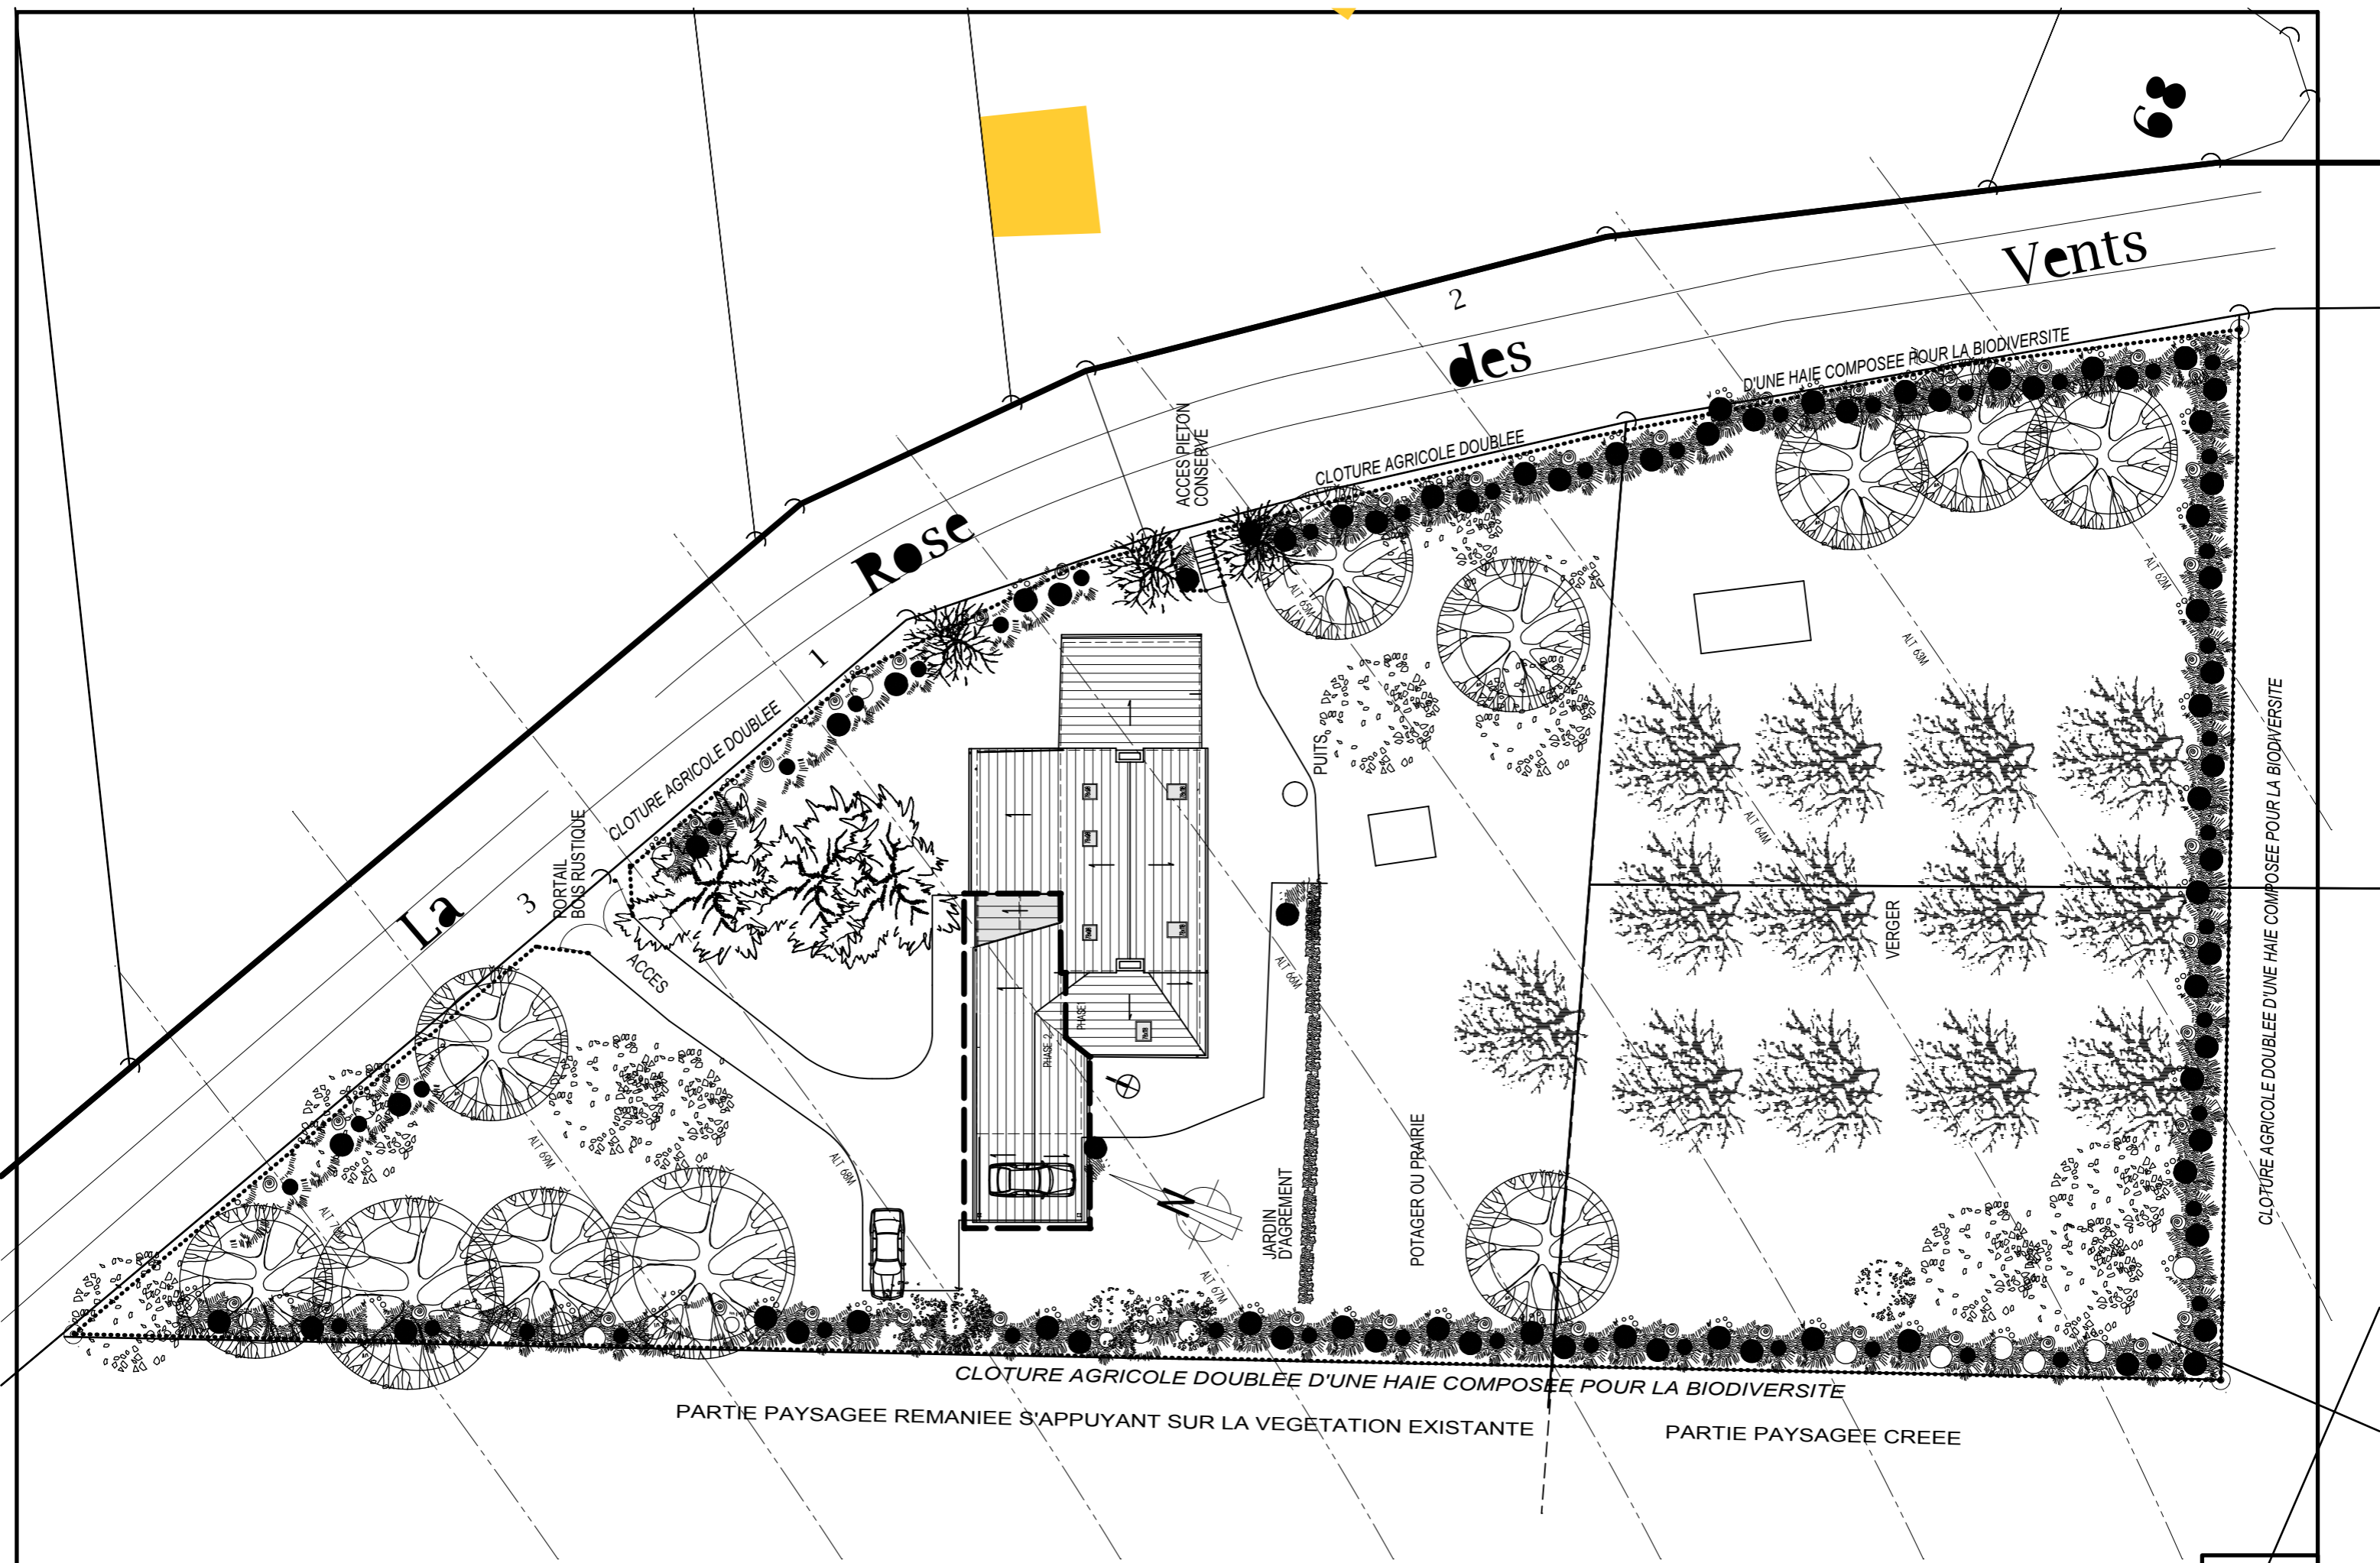 68
Vents
2
des
D'UNE HAIE COMPOSEE POUR LA BIODIVERSITE
ACCES PIETON
CONSERVE
CLOTURE AGRICOLE DOUBLEE
Rose
1
CLOTURE AGRICOLE DOUBLEE
La
3
PORTAIL
BOIS RUSTIQUE
ACCES
PUITS
ALT 65M
ALT 62M
ALT 63M
ALT 64M
VERGER
CLOTURE AGRICOLE DOUBLEE D'UNE HAIE COMPOSEE POUR LA BIODIVERSITE
ALT 66M
PHASE1
PHASE 2
ALT 69M
ALT 68M
N
JARDIN
D'AGREMENT
POTAGER OU PRAIRIE
ALT 67M
CLOTURE AGRICOLE DOUBLEE D'UNE HAIE COMPOSEE POUR LA BIODIVERSITE
PARTIE PAYSAGEE REMANIEE S'APPUYANT SUR LA VEGETATION EXISTANTE
PARTIE PAYSAGEE CREEE